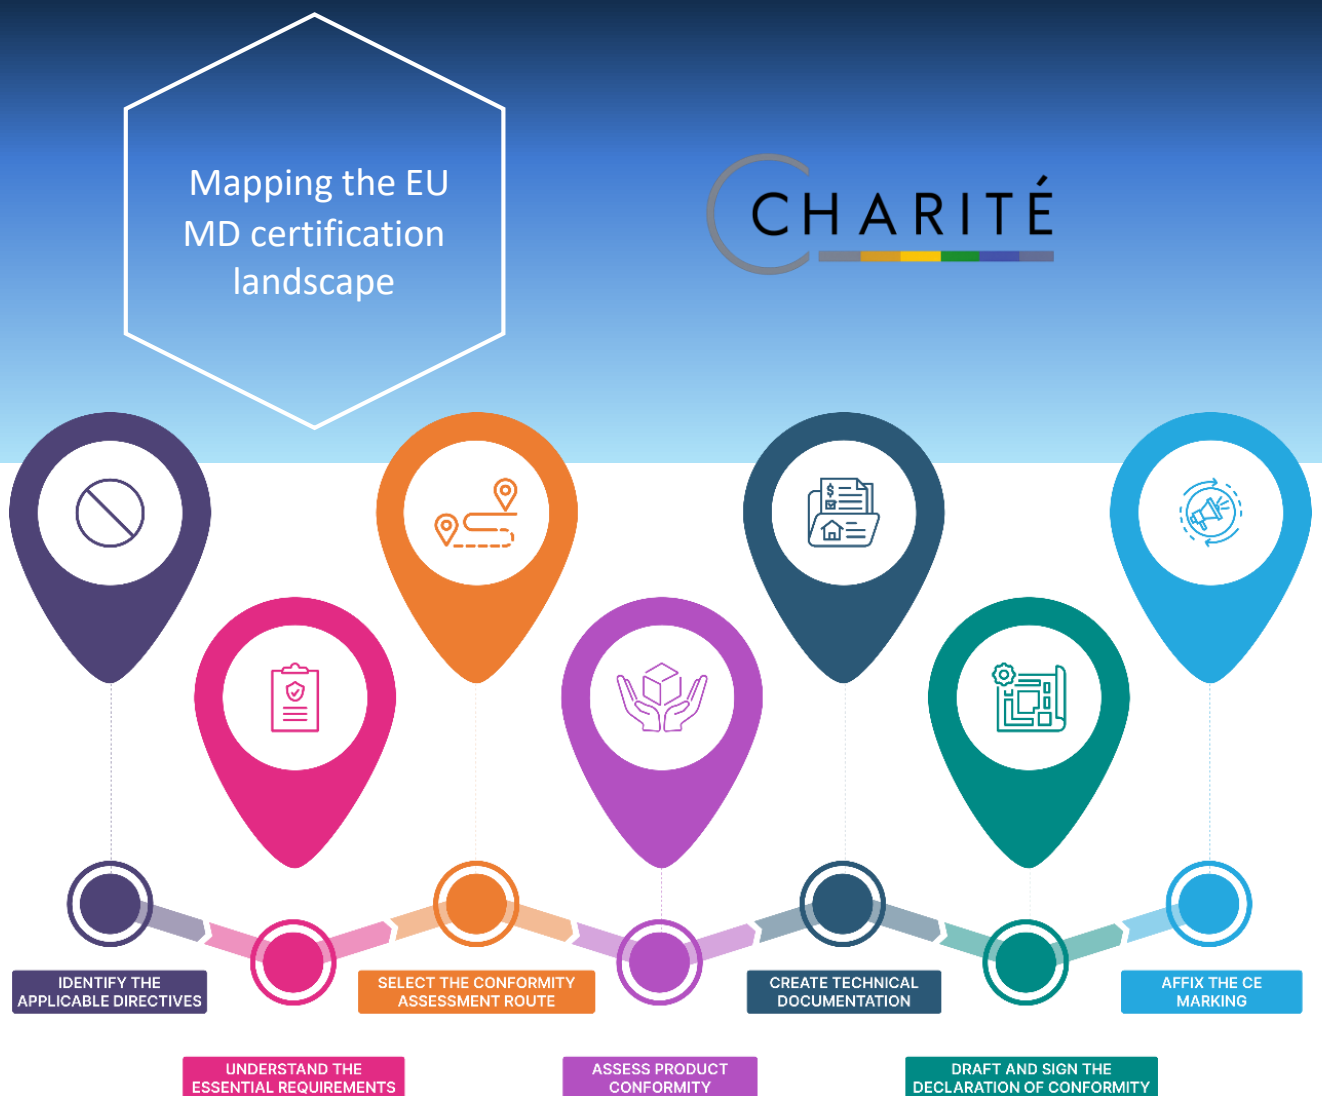 Mapping the EU
MD certification
landscape
CHARITÉ
$
IDENTIFY THE
APPLICABLE DIRECTIVES
UNDERSTAND THE
ESSENTIAL REQUIREMENTS
SELECT THE CONFORMITY
ASSESSMENT ROUTE
ASSESS PRODUCT
CONFORMITY
CREATE TECHNICAL
DOCUMENTATION
DRAFT AND SIGN THE
DECLARATION OF CONFORMITY
AFFIX THE CE
MARKING